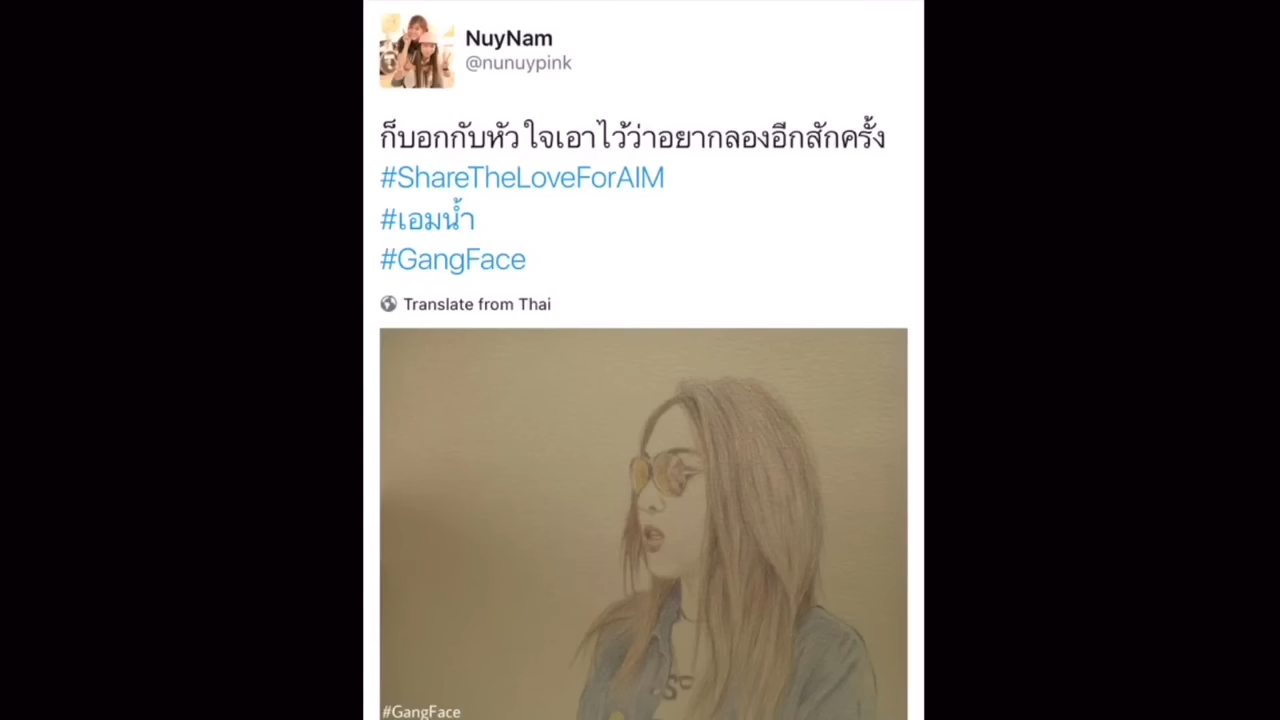 NuyNam
@nunuypink
ก็บอกกับหัว ใจเอาไว้ว่าอยากลองอีกสักครั้ง
#ShareTheLoveForAIM
#เอมน้ำ
#GangFace
Translate from Thai
#GangFace